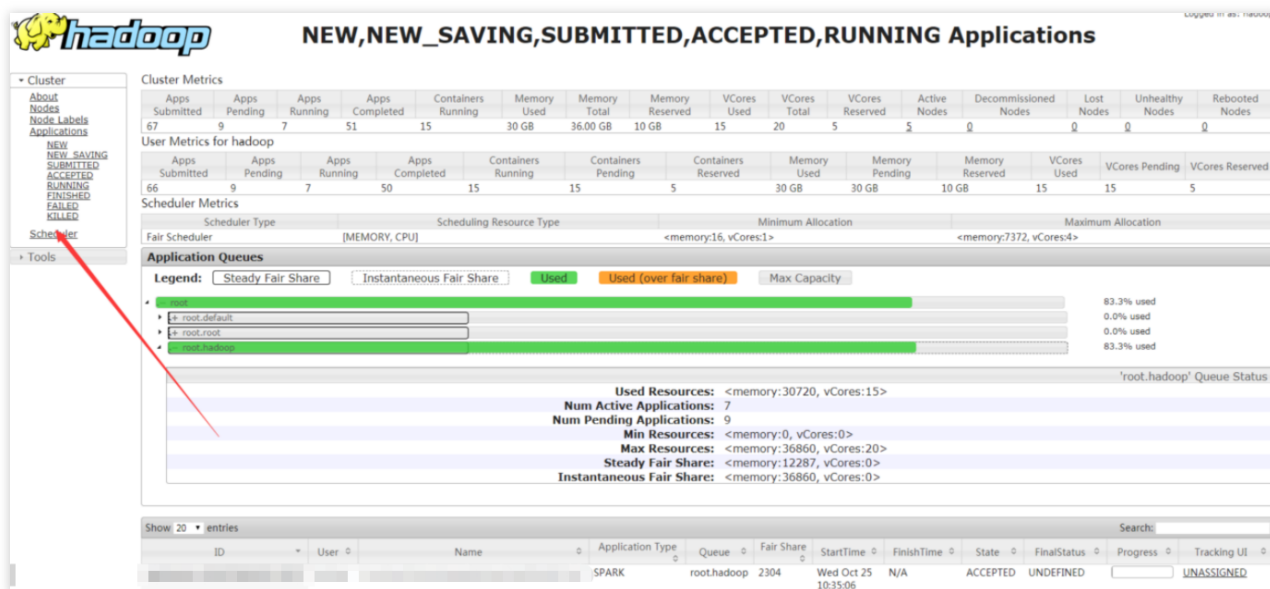 Logged in as: hadoop
hadoop
NEW,NEW_SAVING,SUBMITTED,ACCEPTED,RUNNING Applications
Cluster
About
Nodes
Node Labels
Applications
NEW
NEW_SAVING
SUBMITTED
ACCEPTED
RUNNING
FINISHED
FAILED
KILLED
Scheduler
Tools
Cluster Metrics
Apps Submitted Apps Pending Apps Running Apps Completed Containers Running Memory Used Memory Total Memory Reserved VCores Used VCores Total VCores Reserved Active Nodes Decommissioned Nodes Lost Nodes Unhealthy Nodes Rebooted Nodes
67 9 7 51 15 30 GB 36.00 GB 10 GB 15 20 5 5 0 0 0 0
User Metrics for hadoop
Apps Submitted Apps Pending Apps Running Apps Completed Containers Running Containers Pending Containers Reserved Memory Used Memory Pending Memory Reserved VCores Used VCores Pending VCores Reserved
66 9 7 50 15 15 5 30 GB 30 GB 10 GB 15 15 5
Scheduler Metrics
Scheduler Type Scheduling Resource Type Minimum Allocation Maximum Allocation
Fair Scheduler [MEMORY, CPU] <memory:16, vCores:1> <memory:7372, vCores:4>
Application Queues
Legend: Steady Fair Share Instantaneous Fair Share Used Used (over fair share) Max Capacity
- root 83.3% used
+ root.default 0.0% used
+ root.root 0.0% used
- root.hadoop 83.3% used
'root.hadoop' Queue Status
Used Resources: <memory:30720, vCores:15>
Num Active Applications: 7
Num Pending Applications: 9
Min Resources: <memory:0, vCores:0>
Max Resources: <memory:36860, vCores:20>
Steady Fair Share: <memory:12287, vCores:0>
Instantaneous Fair Share: <memory:36860, vCores:0>
Show 20 entries Search:
ID User Name Application Type Queue Fair Share StartTime FinishTime State FinalStatus Progress Tracking UI
SPARK root.hadoop 2304 Wed Oct 25 N/A ACCEPTED UNDEFINED UNASSIGNED
10:35:06